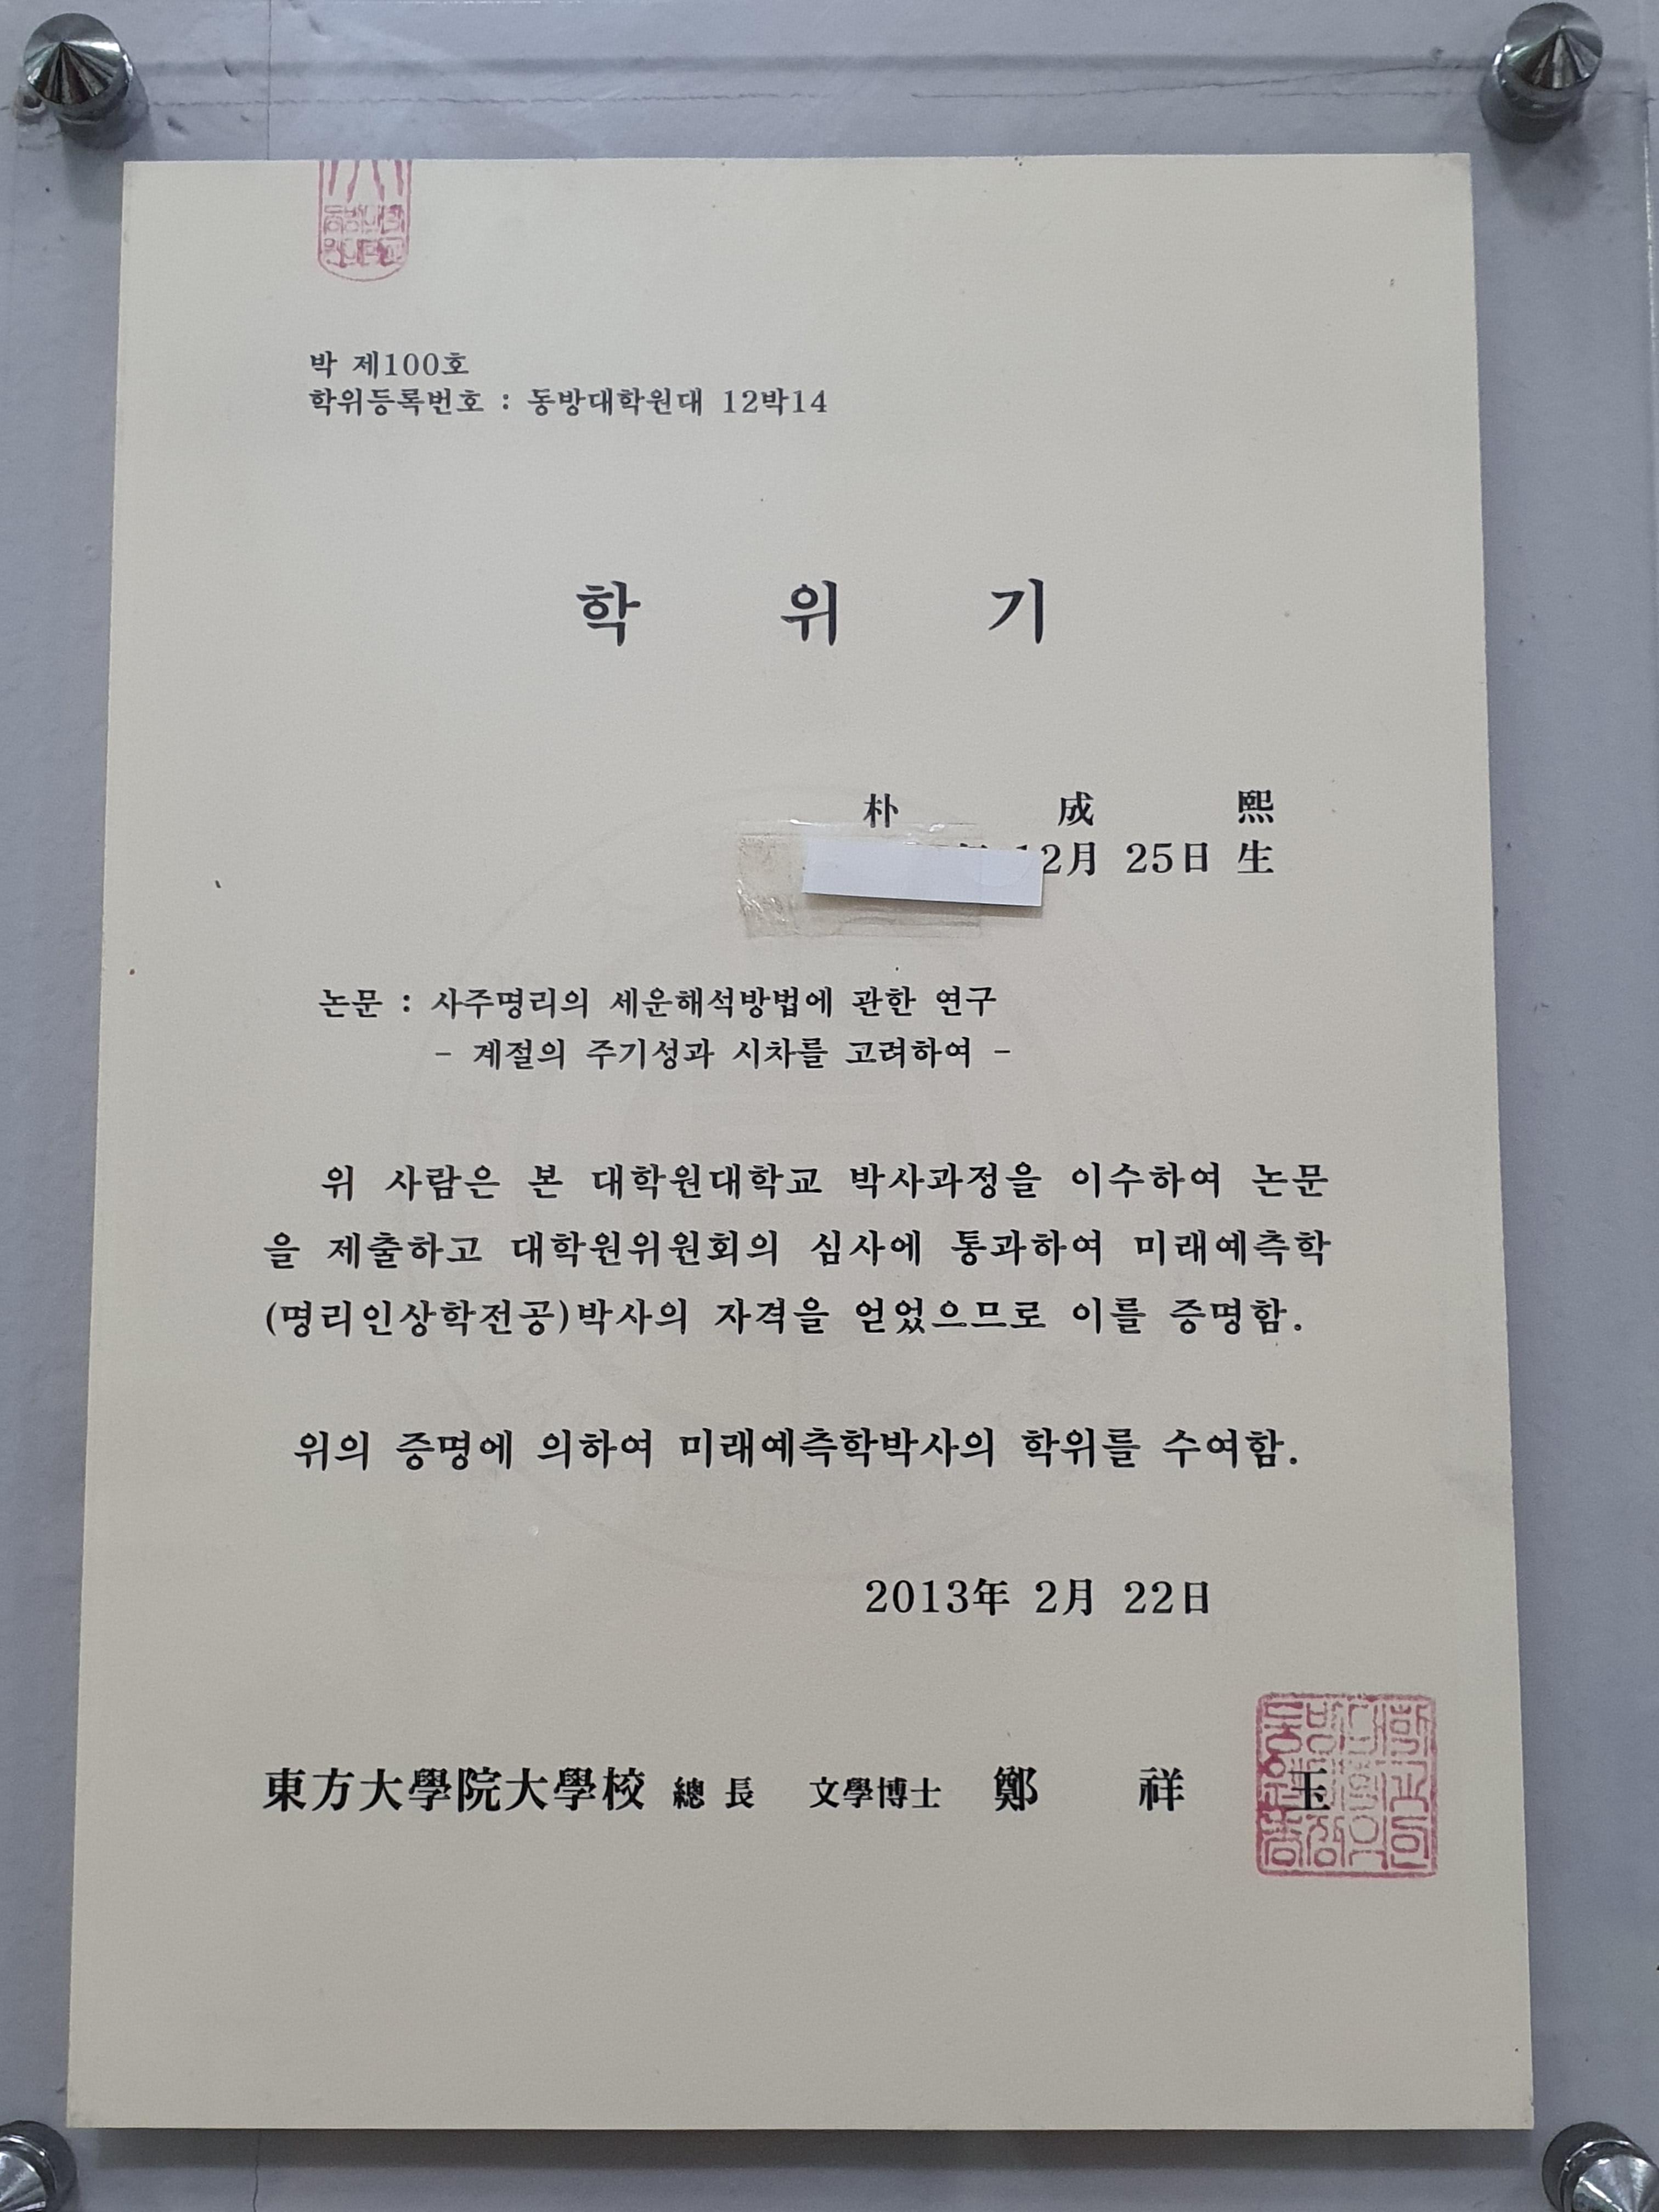 박 제100호
학위등록번호 : 동방대학원대 12박14
학 위 기
朴 成 熙
12月 25日 生
논문 : 사주명리의 세운해석방법에 관한 연구
- 계절의 주기성과 시차를 고려하여 -
위 사람은 본 대학원대학교 박사과정을 이수하여 논문
을 제출하고 대학원위원회의 심사에 통과하여 미래예측학
(명리인상학전공)박사의 자격을 얻었으므로 이를 증명함.
위의 증명에 의하여 미래예측학박사의 학위를 수여함.
2013年 2月 22日
東方大學院大學校 總長 文學博士 鄭 祥 玉